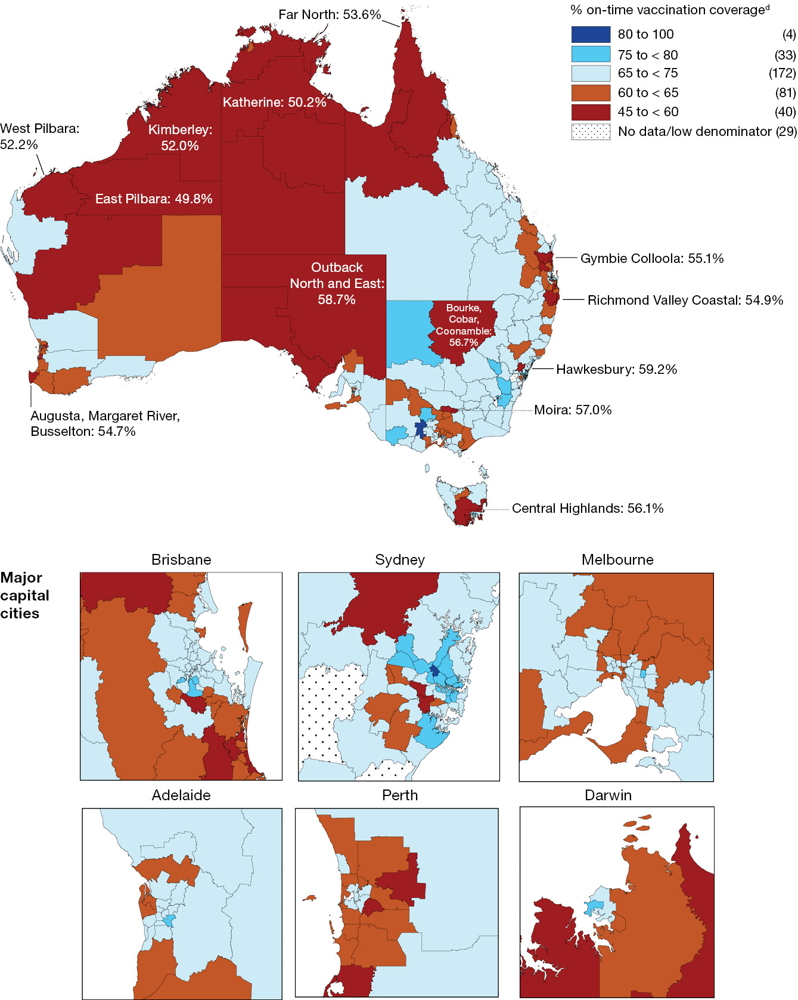 Far North: 53.6%
% on-time vaccination coverageᵈ
80 to 100 (4)
75 to < 80 (33)
65 to < 75 (172)
60 to < 65 (81)
45 to < 60 (40)
No data/low denominator (29)
Katherine: 50.2%
West Pilbara:
52.2%
Kimberley:
52.0%
East Pilbara: 49.8%
Outback
North and East:
58.7%
Gymbie Colloola: 55.1%
Richmond Valley Coastal: 54.9%
Bourke,
Cobar,
Coonamble:
56.7%
Hawkesbury: 59.2%
Moira: 57.0%
Augusta, Margaret River,
Busselton: 54.7%
Central Highlands: 56.1%
Major
capital
cities
Brisbane
Sydney
Melbourne
Adelaide
Perth
Darwin